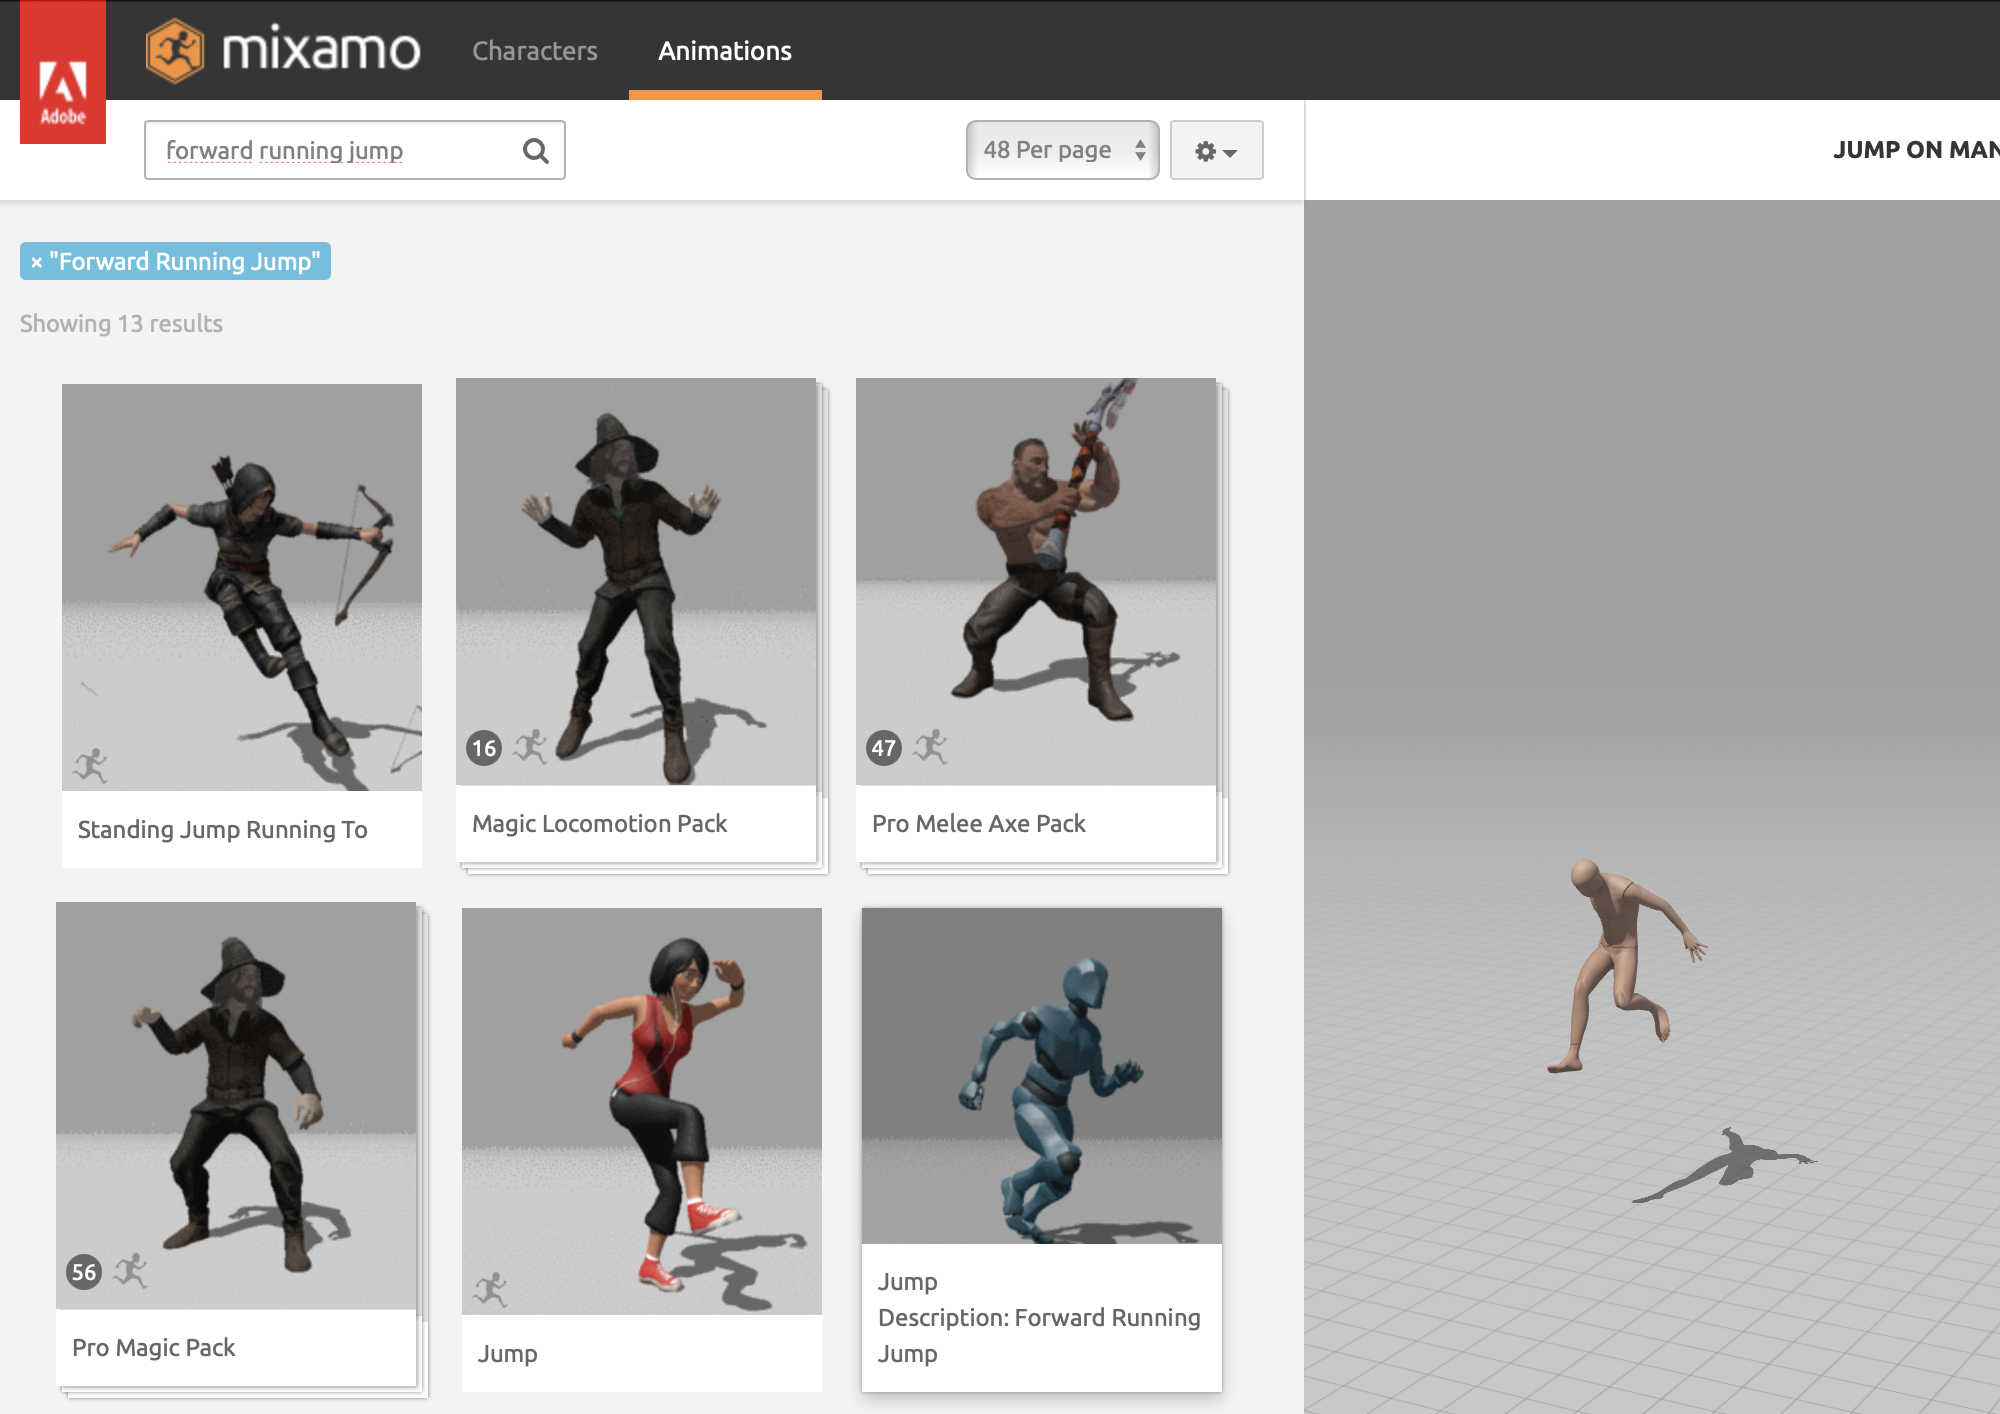 Adobe
mixamo
Characters
Animations
forward running jump
48 Per page
JUMP ON MAN
× "Forward Running Jump"
Showing 13 results
Standing Jump Running To
16
Magic Locomotion Pack
47
Pro Melee Axe Pack
56
Pro Magic Pack
Jump
Jump
Description: Forward Running
Jump